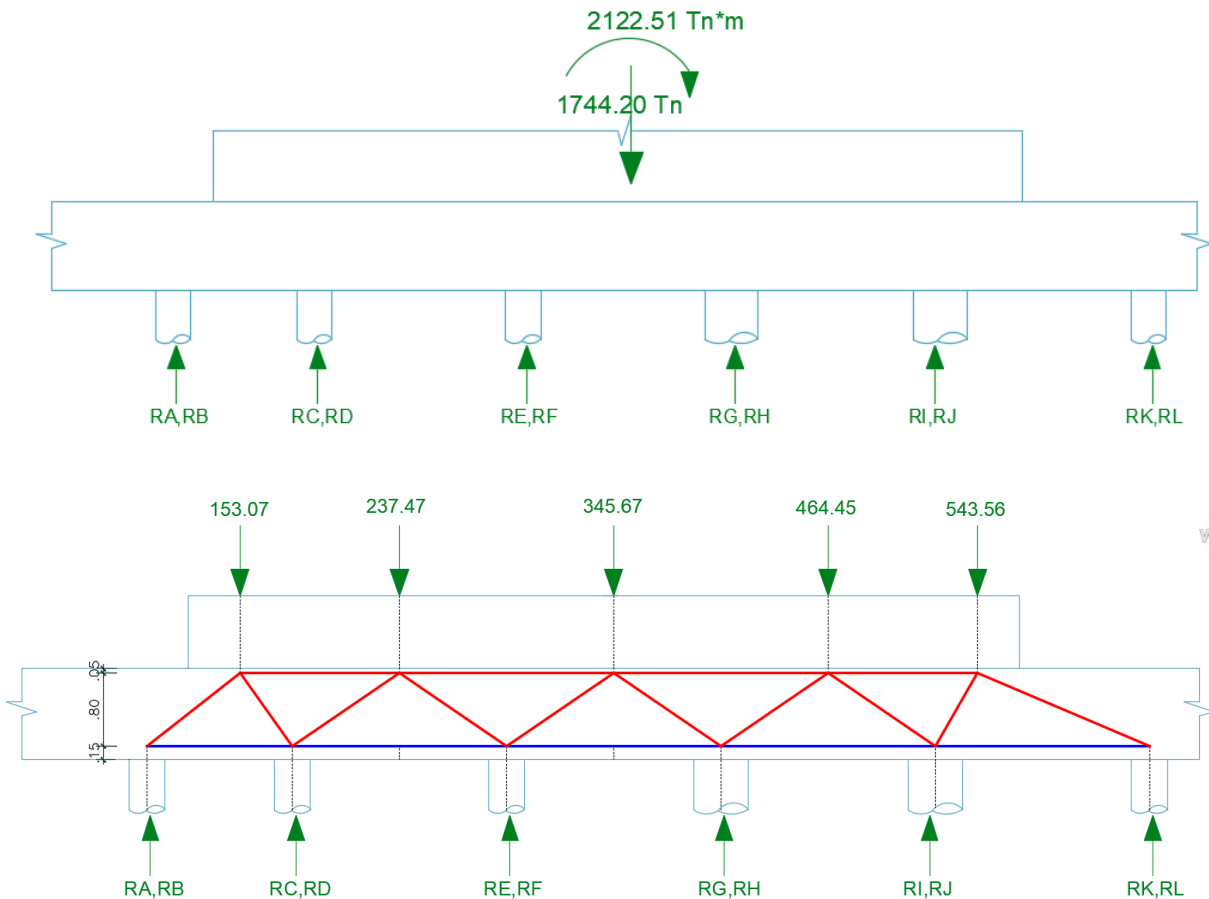 2122.51 Tn*m
1744.20 Tn
RA,RB
RC,RD
RE,RF
RG,RH
RI,RJ
RK,RL
153.07
237.47
345.67
464.45
543.56
.05
.80
.15
RA,RB
RC,RD
RE,RF
RG,RH
RI,RJ
RK,RL